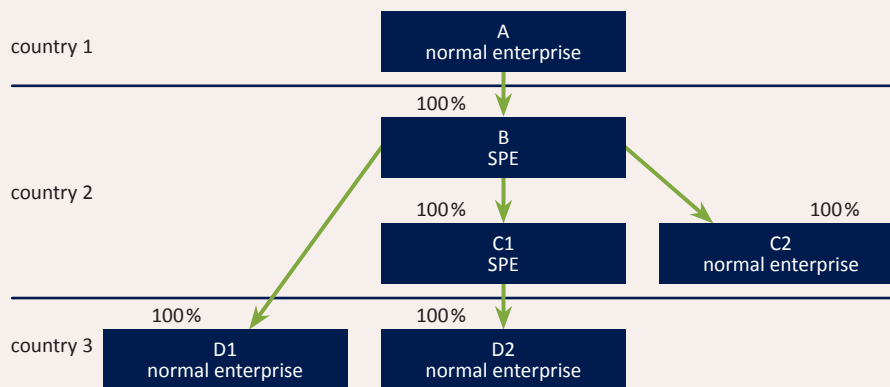 country 1
A
normal enterprise
100%
B
SPE
country 2
100%
100%
C1
SPE
C2
normal enterprise
100%
100%
country 3
D1
normal enterprise
D2
normal enterprise